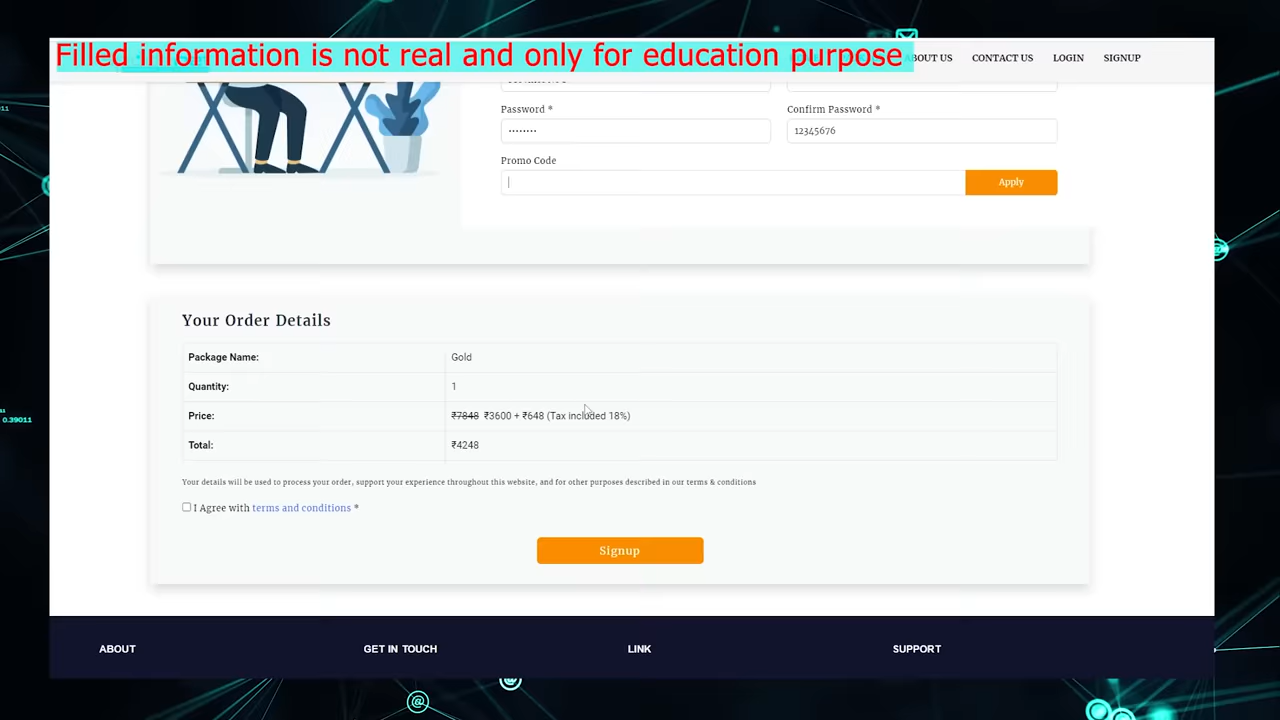 Filled information is not real and only for education purpose
ABOUT US CONTACT US LOGIN SIGNUP
Password * Confirm Password *
•••••••• 12345676
Promo Code
Apply
Your Order Details
Package Name: Gold
Quantity: 1
Price: ₹7848 ₹3600 + ₹648 (Tax included 18%)
Total: ₹4248
Your details will be used to process your order, support your experience throughout this website, and for other purposes described in our terms & conditions
I Agree with terms and conditions *
Signup
ABOUT GET IN TOUCH LINK SUPPORT
0.39011